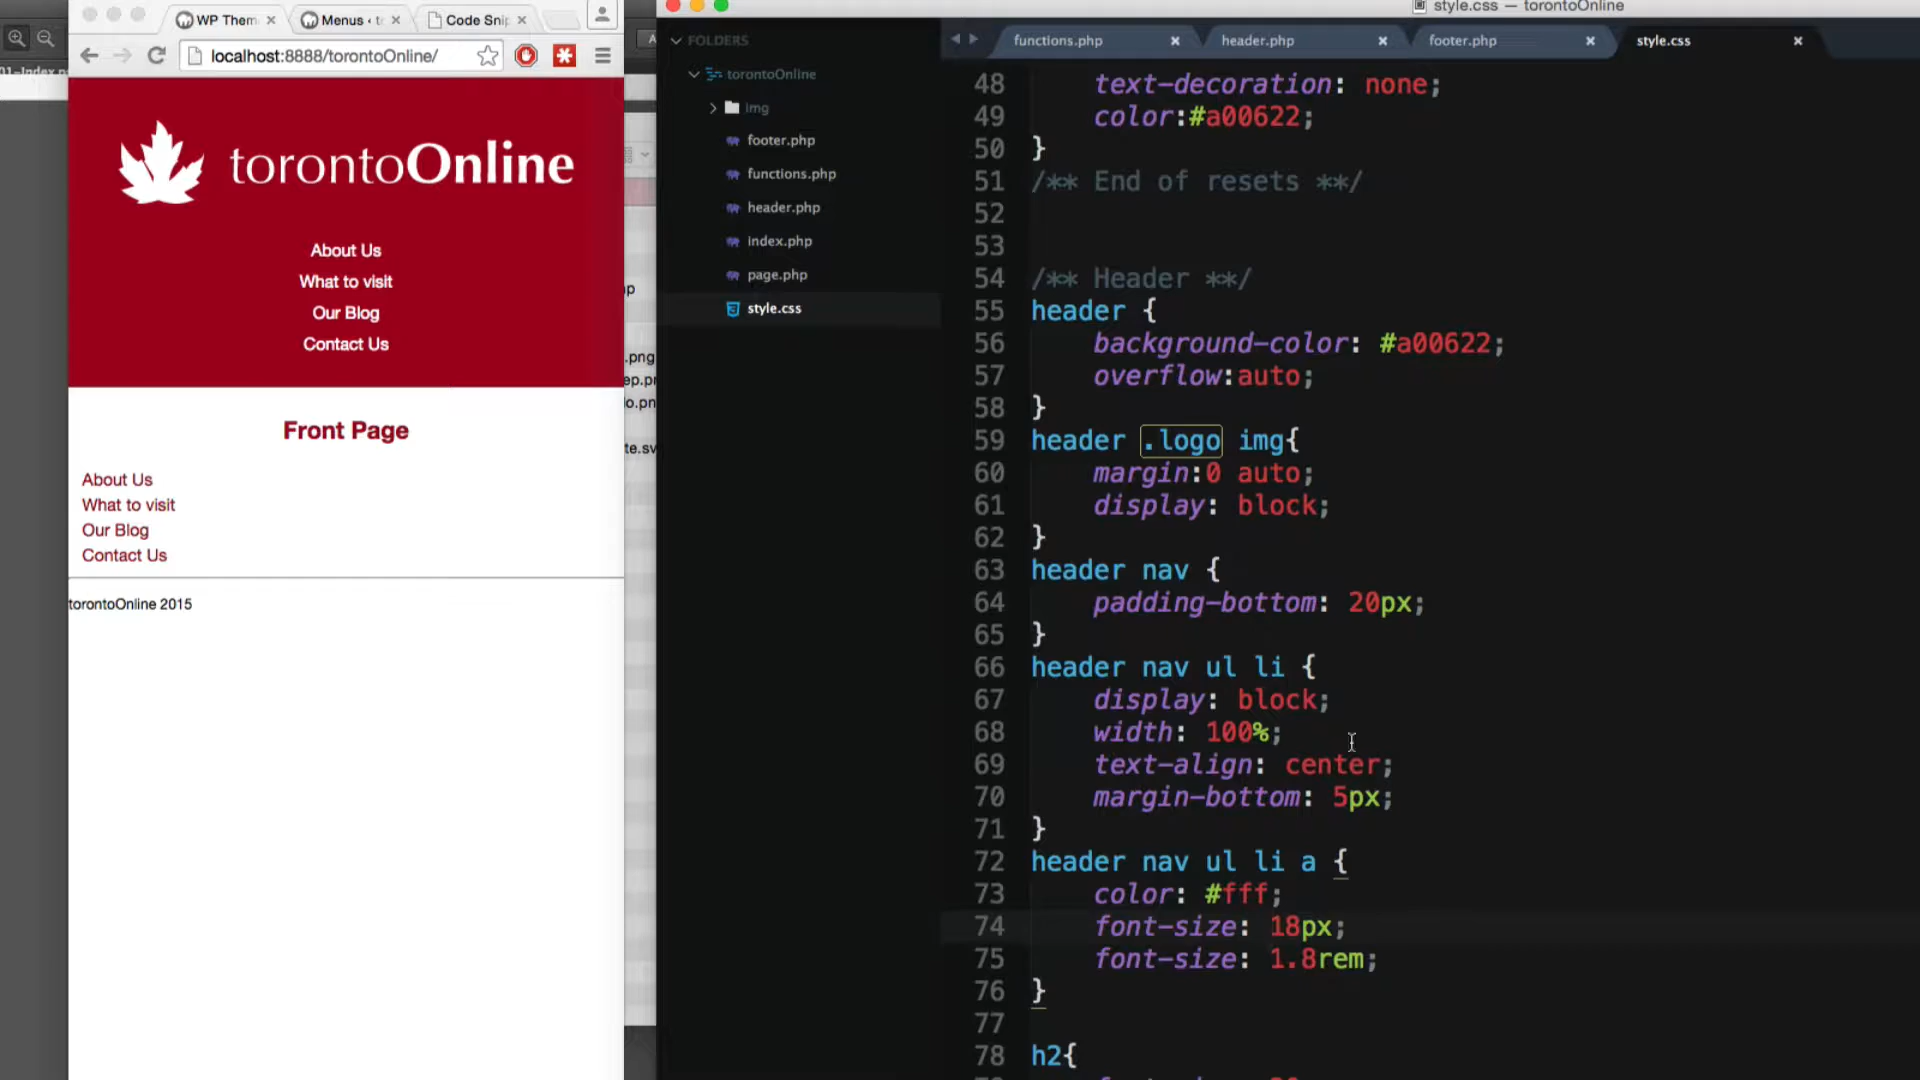 WP Them
Menus ‹ t
Code Snip
localhost:8888/torontoOnline/
torontoOnline
About Us
What to visit
Our Blog
Contact Us
Front Page
About Us
What to visit
Our Blog
Contact Us
torontoOnline 2015
style.css — torontoOnline
FOLDERS
torontoOnline
img
footer.php
functions.php
header.php
index.php
page.php
style.css
functions.php
header.php
footer.php
style.css
48 text-decoration: none;
49 color:#a00622;
50 }
51 /** End of resets **/
52
53
54 /** Header **/
55 header {
56 background-color: #a00622;
57 overflow:auto;
58 }
59 header .logo img{
60 margin:0 auto;
61 display: block;
62 }
63 header nav {
64 padding-bottom: 20px;
65 }
66 header nav ul li {
67 display: block;
68 width: 100%;
69 text-align: center;
70 margin-bottom: 5px;
71 }
72 header nav ul li a {
73 color: #fff;
74 font-size: 18px;
75 font-size: 1.8rem;
76 }
77
78 h2{